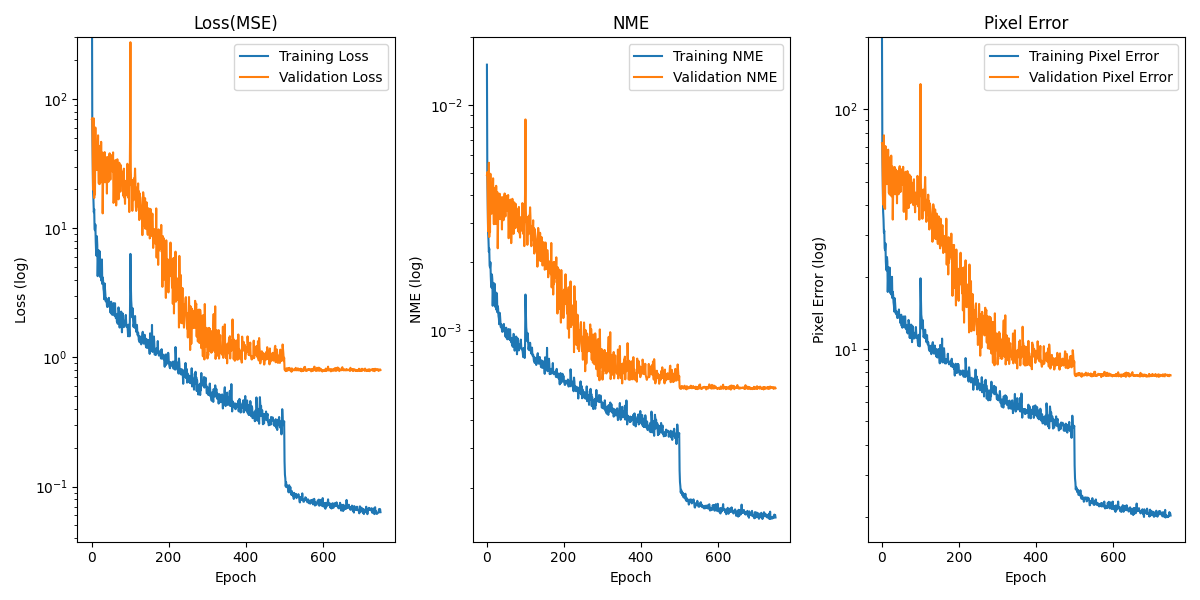 Loss(MSE)
Training Loss
Validation Loss
10²
10¹
10⁰
10⁻¹
Loss (log)
0
200
400
600
Epoch
NME
Training NME
Validation NME
10⁻²
10⁻³
NME (log)
0
200
400
600
Epoch
Pixel Error
Training Pixel Error
Validation Pixel Error
10²
10¹
Pixel Error (log)
0
200
400
600
Epoch